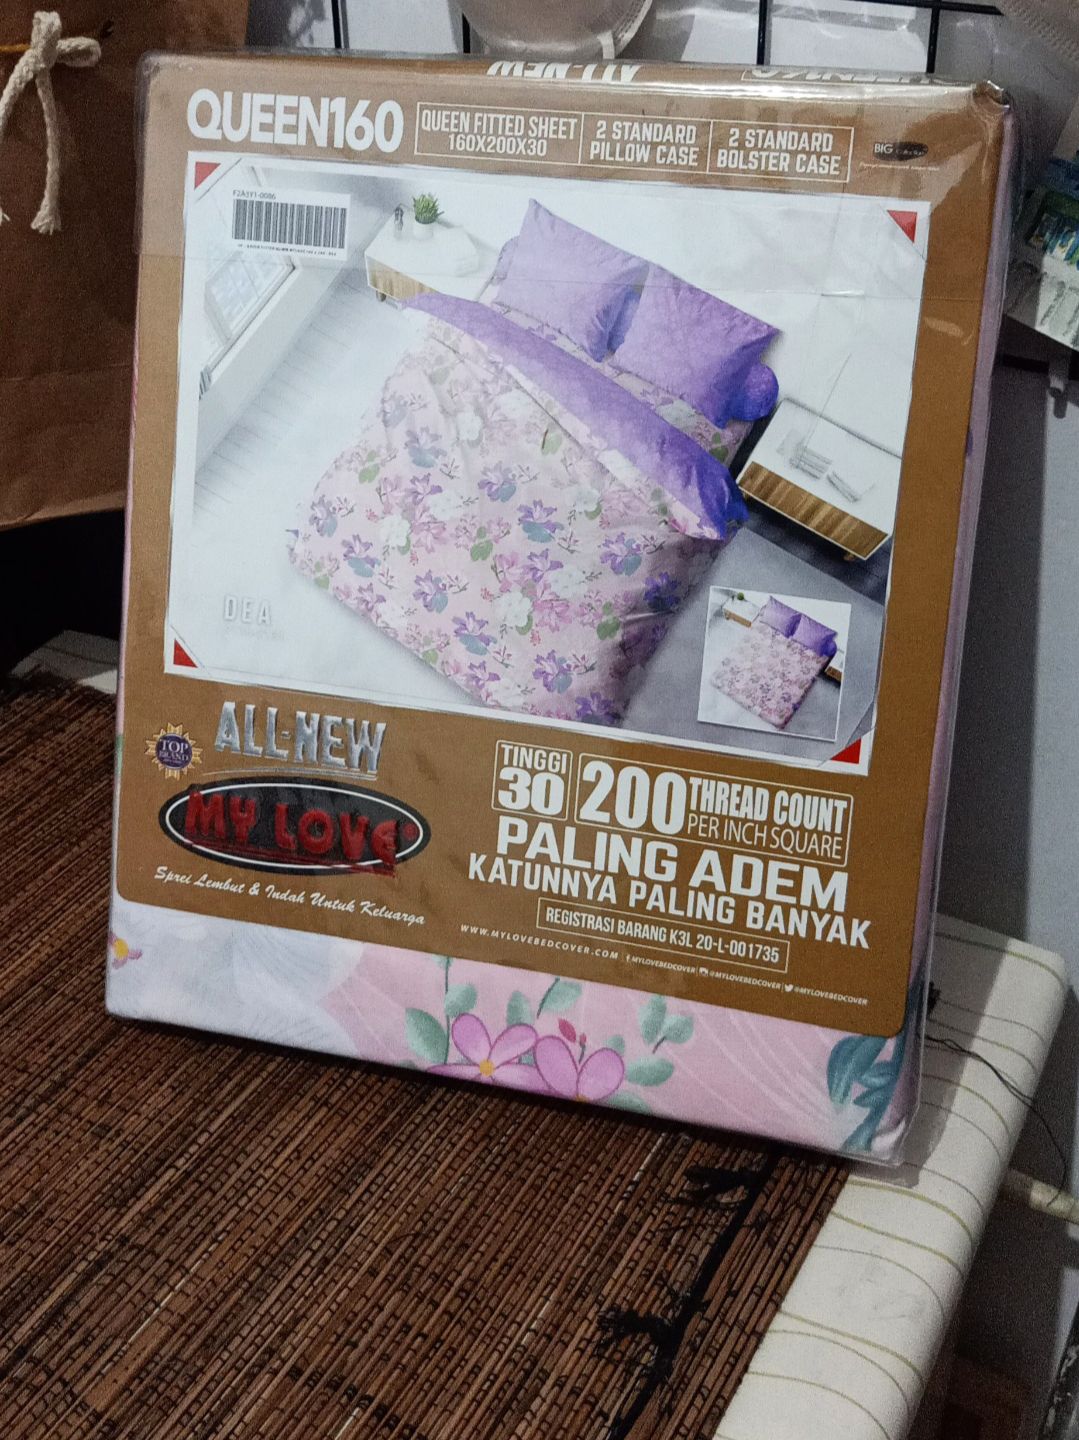 ALL-NEW
QUEEN160
QUEEN FITTED SHEET
160X200X30
2 STANDARD
PILLOW CASE
2 STANDARD
BOLSTER CASE
BIG
F2A1Y1-0086
DEA
ALL-NEW
TOP
BRAND
MY LOVE®
Sprei Lembut & Indah Untuk Keluarga
TINGGI
30
200 THREAD COUNT
PER INCH SQUARE
PALING ADEM
KATUNNYA PALING BANYAK
REGISTRASI BARANG K3L 20-L-001735
WWW.MYLOVEBEDCOVER.COM MYLOVEBEDCOVER | @MYLOVEBEDCOVER | @MYLOVEBEDCOVER